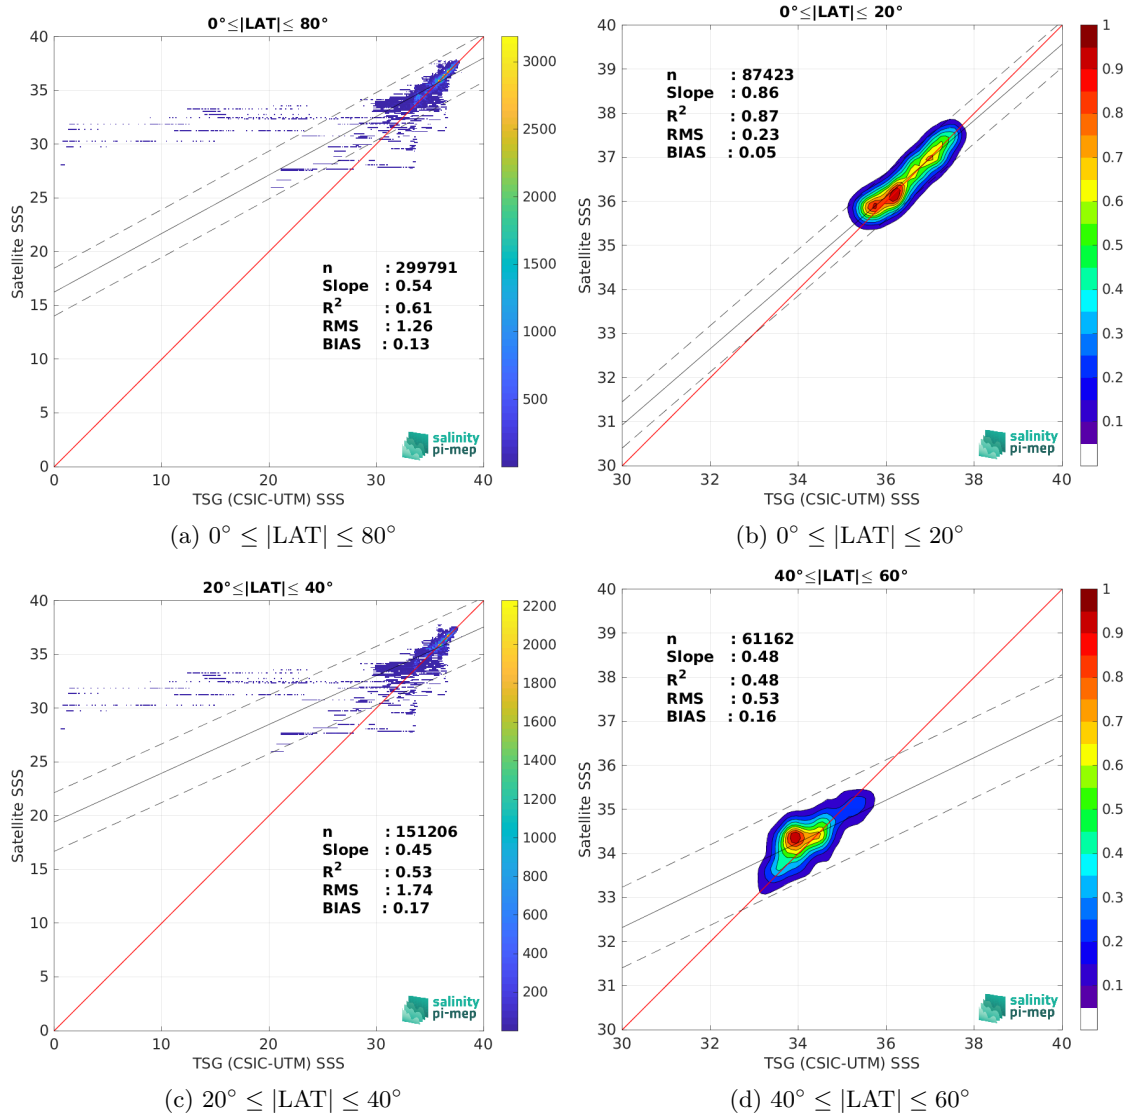 0°≤|LAT|≤ 80°
40
35
30
25
20
15
10
5
0
0
10
20
30
40
Satellite SSS
TSG (CSIC-UTM) SSS
n : 299791
Slope : 0.54
R² : 0.61
RMS : 1.26
BIAS : 0.13
salinity
pi-mep
3000
2500
2000
1500
1000
500
(a) 0° ≤ |LAT| ≤ 80°
0°≤|LAT|≤ 20°
40
39
38
37
36
35
34
33
32
31
30
30
32
34
36
38
40
Satellite SSS
TSG (CSIC-UTM) SSS
n : 87423
Slope : 0.86
R² : 0.87
RMS : 0.23
BIAS : 0.05
salinity
pi-mep
1
0.9
0.8
0.7
0.6
0.5
0.4
0.3
0.2
0.1
(b) 0° ≤ |LAT| ≤ 20°
20°≤|LAT|≤ 40°
40
35
30
25
20
15
10
5
0
0
10
20
30
40
Satellite SSS
TSG (CSIC-UTM) SSS
n : 151206
Slope : 0.45
R² : 0.53
RMS : 1.74
BIAS : 0.17
salinity
pi-mep
2200
2000
1800
1600
1400
1200
1000
800
600
400
200
(c) 20° ≤ |LAT| ≤ 40°
40°≤|LAT|≤ 60°
40
39
38
37
36
35
34
33
32
31
30
30
32
34
36
38
40
Satellite SSS
TSG (CSIC-UTM) SSS
n : 61162
Slope : 0.48
R² : 0.48
RMS : 0.53
BIAS : 0.16
salinity
pi-mep
1
0.9
0.8
0.7
0.6
0.5
0.4
0.3
0.2
0.1
(d) 40° ≤ |LAT| ≤ 60°